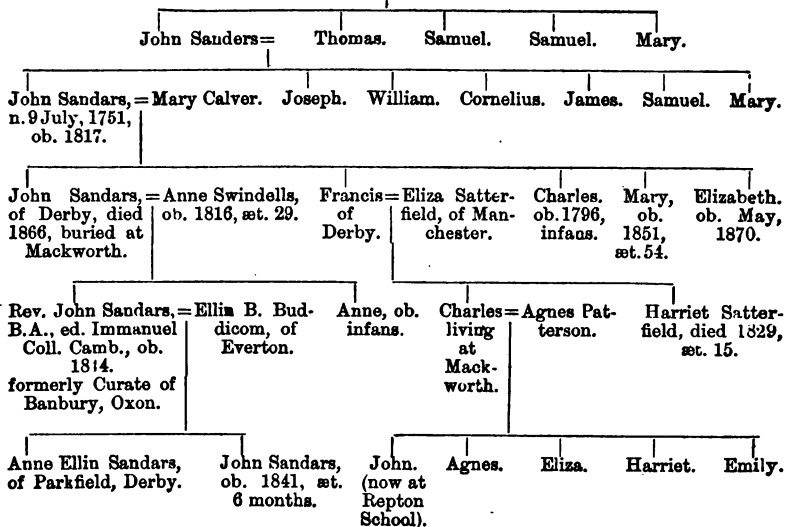 John Sanders= Thomas. Samuel. Samuel. Mary.
John Sandars,=Mary Calver. Joseph. William. Cornelius. James. Samuel. Mary.
n. 9 July, 1751,
ob. 1817.
John Sandars,
of Derby, died
1866, buried at
Mackworth.
=Anne Swindells,
ob. 1816, æt. 29.
Francis=
of
Derby.
Eliza Satter-
field, of Man-
chester.
Charles.
ob. 1796,
infans.
Mary,
ob.
1851,
æt. 54.
Elizabeth.
ob. May,
1870.
Rev. John Sandars,=
B.A., ed. Immanuel
Coll. Camb., ob.
1844.
formerly Curate of
Banbury, Oxon.
Ellin B. Bud-
dicom, of
Everton.
Anne, ob.
infans.
Charles=
living
at
Mack-
worth.
Agnes Pat-
terson.
Harriet Satter-
field, died 1829,
æt. 15.
Anne Ellin Sandars,
of Parkfield, Derby.
John Sandars,
ob. 1841, æt.
6 months.
John.
(now at
Repton
School).
Agnes.
Eliza.
Harriet.
Emily.